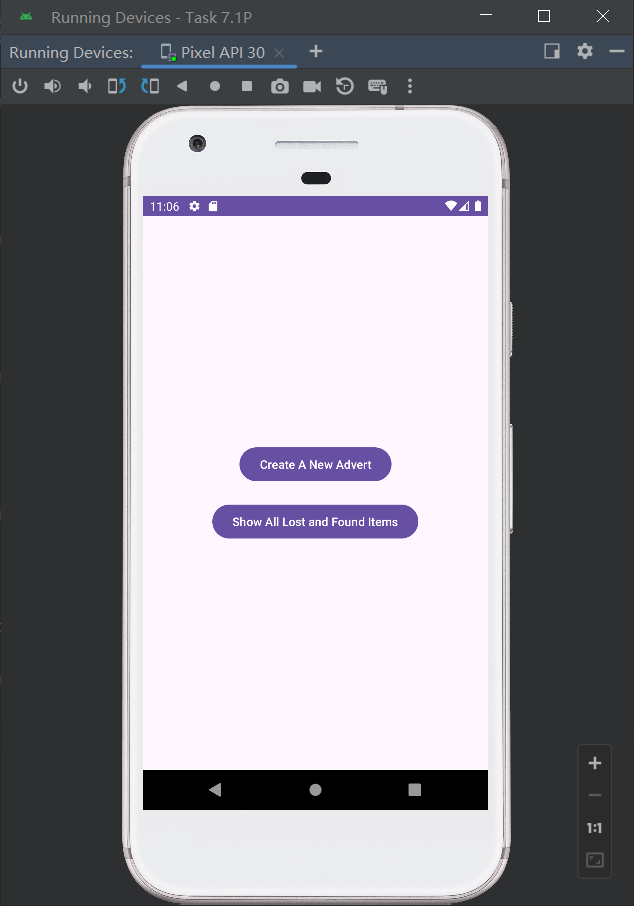 Running Devices - Task 7.1P
Running Devices: Pixel API 30
11:06
Create A New Advert
Show All Lost and Found Items
1:1